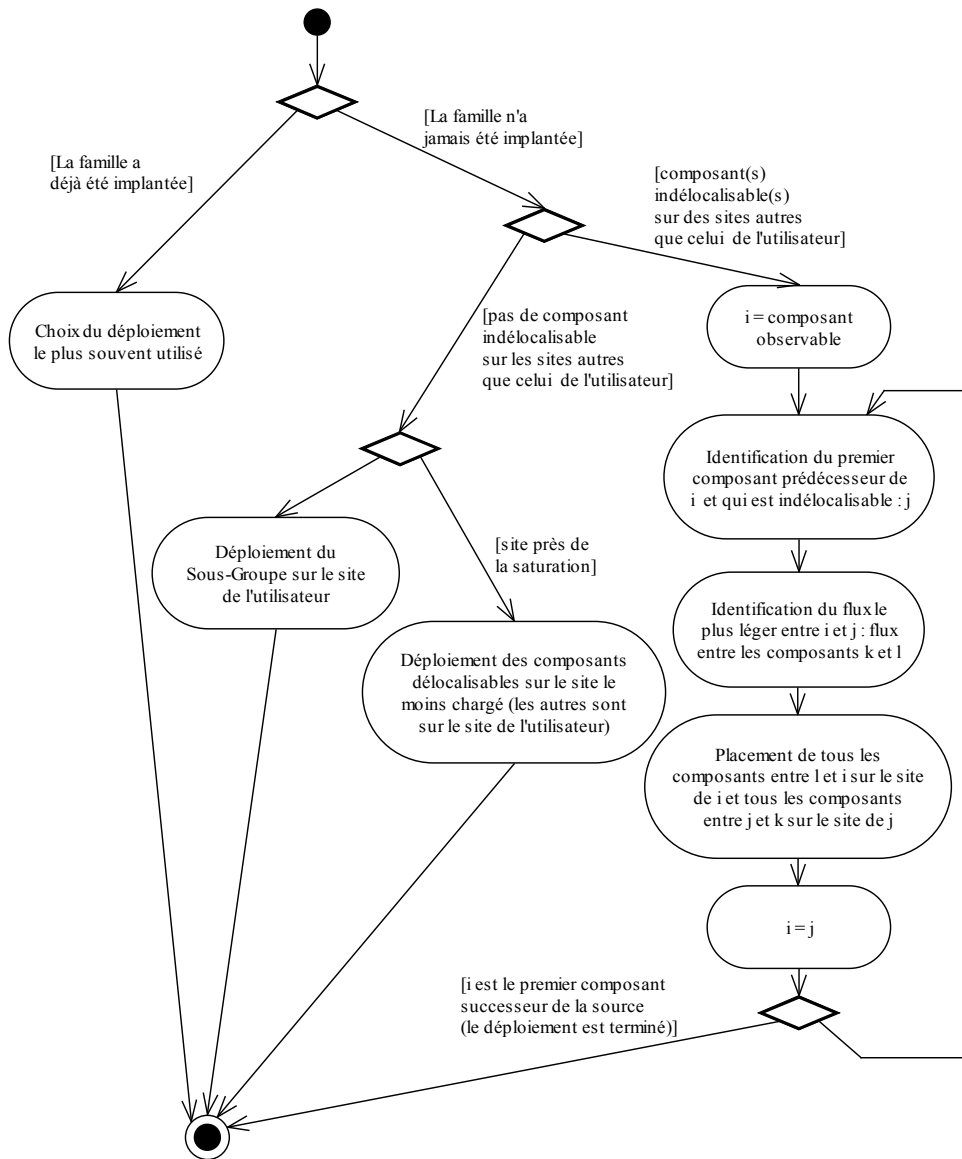 [La famille n'a
jamais été implantée]
[La famille a
déjà été implantée]
[composant(s)
indélocalisable(s)
sur des sites autres
que celui de l'utilisateur]
Choix du déploiement
le plus souvent utilisé
[pas de composant
indélocalisable
sur les sites autres
que celui de l'utilisateur]
i = composant
observable
Identification du premier
composant prédécesseur de
i et qui est indélocalisable : j
Déploiement du
Sous-Groupe sur le site
de l'utilisateur
[site près de
la saturation]
Identification du flux le
plus léger entre i et j : flux
entre les composants k et l
Déploiement des composants
délocalisables sur le site le
moins chargé (les autres sont
sur le site de l'utilisateur)
Placement de tous les
composants entre l et i sur le site
de i et tous les composants
entre j et k sur le site de j
i = j
[i est le premier composant
successeur de la source
(le déploiement est terminé)]